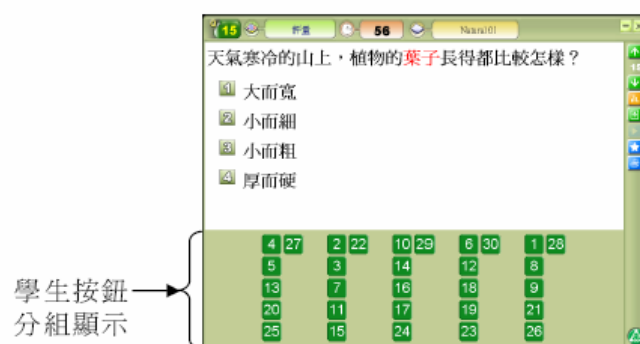 15 56 Natural01
天氣寒冷的山上，植物的葉子長得都比較怎樣？
1 大而寬
2 小而細
3 小而粗
4 厚而硬
4 27 2 22 10 29 6 30 1 28
5 3 14 12 8
13 7 16 18 9
20 11 17 19 21
25 15 24 23 26
學生按鈕
分組顯示